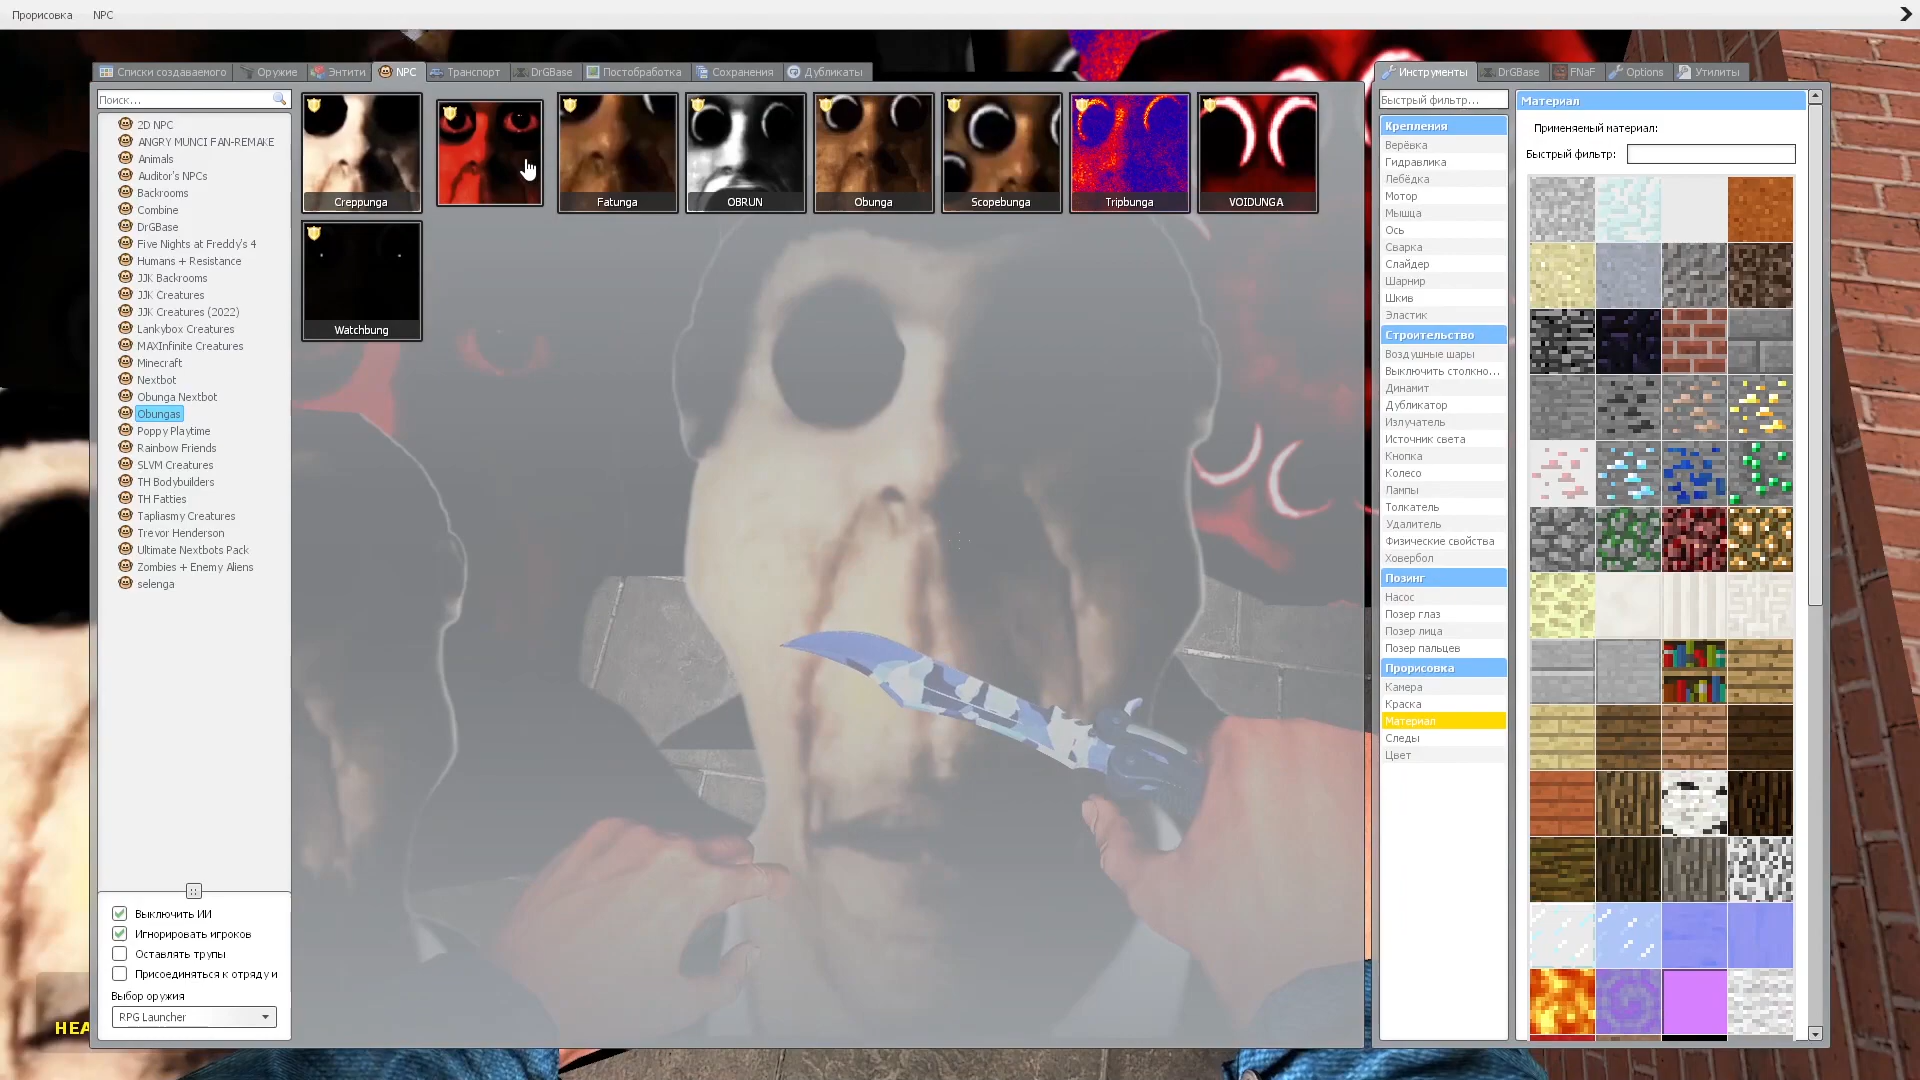 Прорисовка NPC
Списки создаваемого Оружие Энтити NPC Транспорт DrGBase Постобработка Сохранения Дубликаты
Поиск...
2D NPC
ANGRY MUNCI FAN-REMAKE
Animals
Auditor's NPCs
Backrooms
Combine
DrGBase
Five Nights at Freddy's 4
Humans + Resistance
JJK Backrooms
JJK Creatures
JJK Creatures (2022)
Lankybox Creatures
MAXInfinite Creatures
Minecraft
Nextbot
Obunga Nextbot
Obungas
Poppy Playtime
Rainbow Friends
SLVM Creatures
TH Bodybuilders
TH Fatties
Tapliasmy Creatures
Trevor Henderson
Ultimate Nextbots Pack
Zombies + Enemy Aliens
selenga
Выключить ИИ
Игнорировать игроков
Оставлять трупы
Присоединяться к отряду и
Выбор оружия
RPG Launcher
HEA
Creppunga
Fatunga
OBRUN
Obunga
Scopebunga
Tripbunga
VOIDUNGA
Watchbung
Инструменты DrGBase FNaF Options Утилиты
Быстрый фильтр...
Крепления
Верёвка
Гидравлика
Лебёдка
Мотор
Мышца
Ось
Сварка
Слайдер
Шарнир
Шкив
Эластик
Строительство
Воздушные шары
Выключить столкно...
Динамит
Дубликатор
Излучатель
Источник света
Кнопка
Колесо
Лампы
Толкатель
Удалитель
Физические свойства
Ховербол
Позинг
Насос
Позер глаз
Позер лица
Позер пальцев
Прорисовка
Камера
Краска
Материал
Следы
Цвет
Материал
Применяемый материал:
Быстрый фильтр: